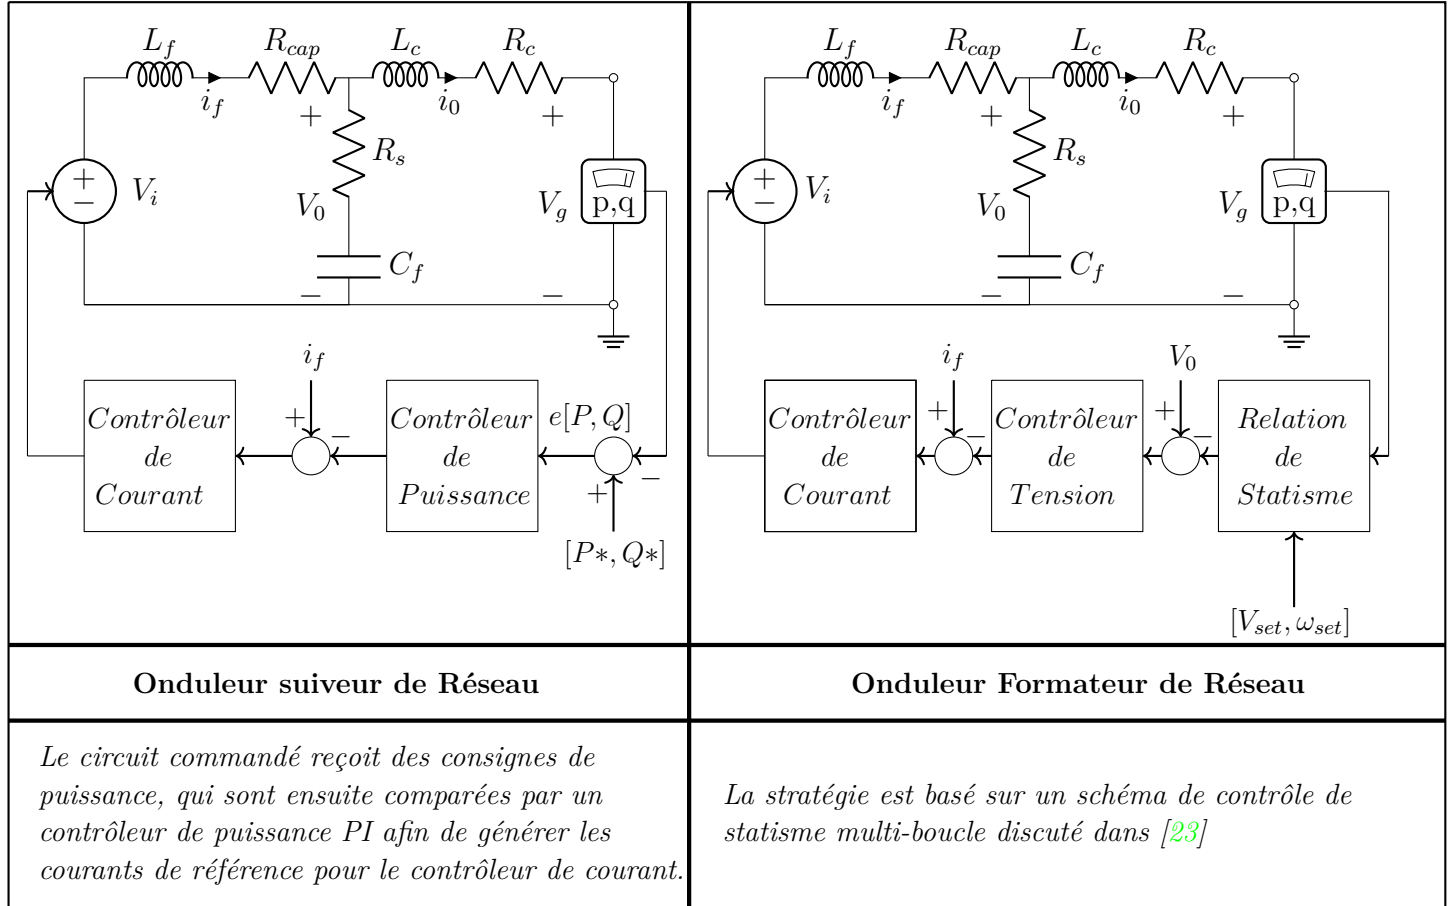 L_f R_cap L_c R_c
i_f i_0
+ + 
R_s
+ − V_i
V_0 V_g p,q
C_f
− −
i_f
Contrôleur de Courant
+ −
Contrôleur de Puissance
e[P, Q]
+ −
[P∗, Q∗]
L_f R_cap L_c R_c
i_f i_0
+ +
R_s
+ − V_i
V_0 V_g p,q
C_f
− −
i_f V_0
Contrôleur de Courant
+ −
Contrôleur de Tension
+ −
Relation de Statisme
[V_set, ω_set]
Onduleur suiveur de Réseau
Onduleur Formateur de Réseau
Le circuit commandé reçoit des consignes de
puissance, qui sont ensuite comparées par un
contrôleur de puissance PI afin de générer les
courants de référence pour le contrôleur de courant.
La stratégie est basé sur un schéma de contrôle de
statisme multi-boucle discuté dans [23]